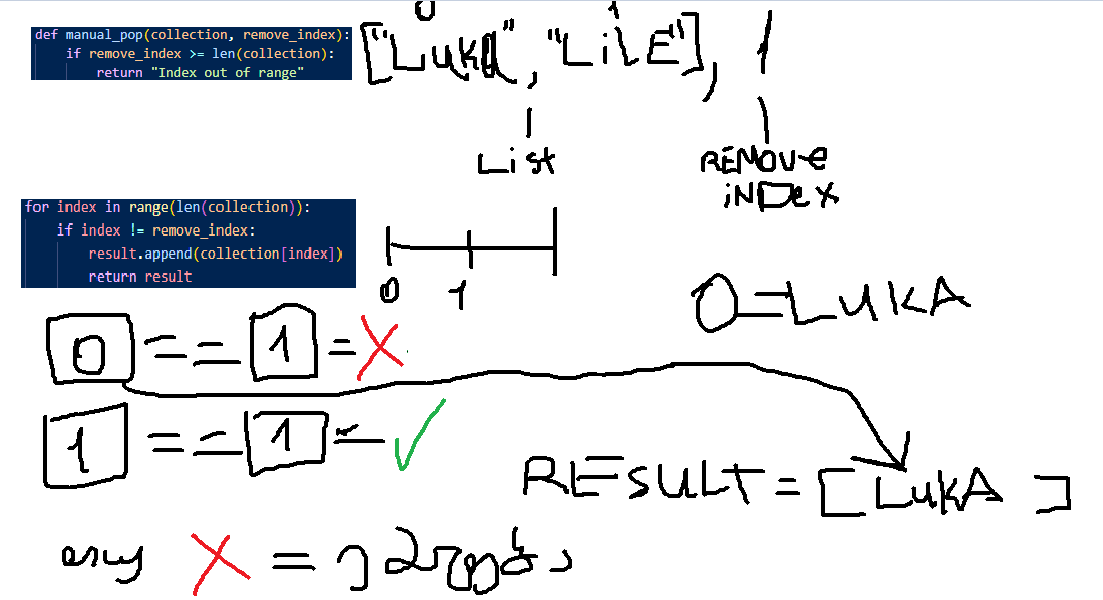 0 1
def manual_pop(collection, remove_index):
if remove_index >= len(collection):
return "Index out of range"
["Luka", "LiLE"], 1
List
REMOVe iNDex
for index in range(len(collection)):
if index != remove_index:
result.append(collection[index])
return result
0 1
0=LUKA
0 == 1 = X
1 == 1 = ✓
RESULT = [LUKA]
X =